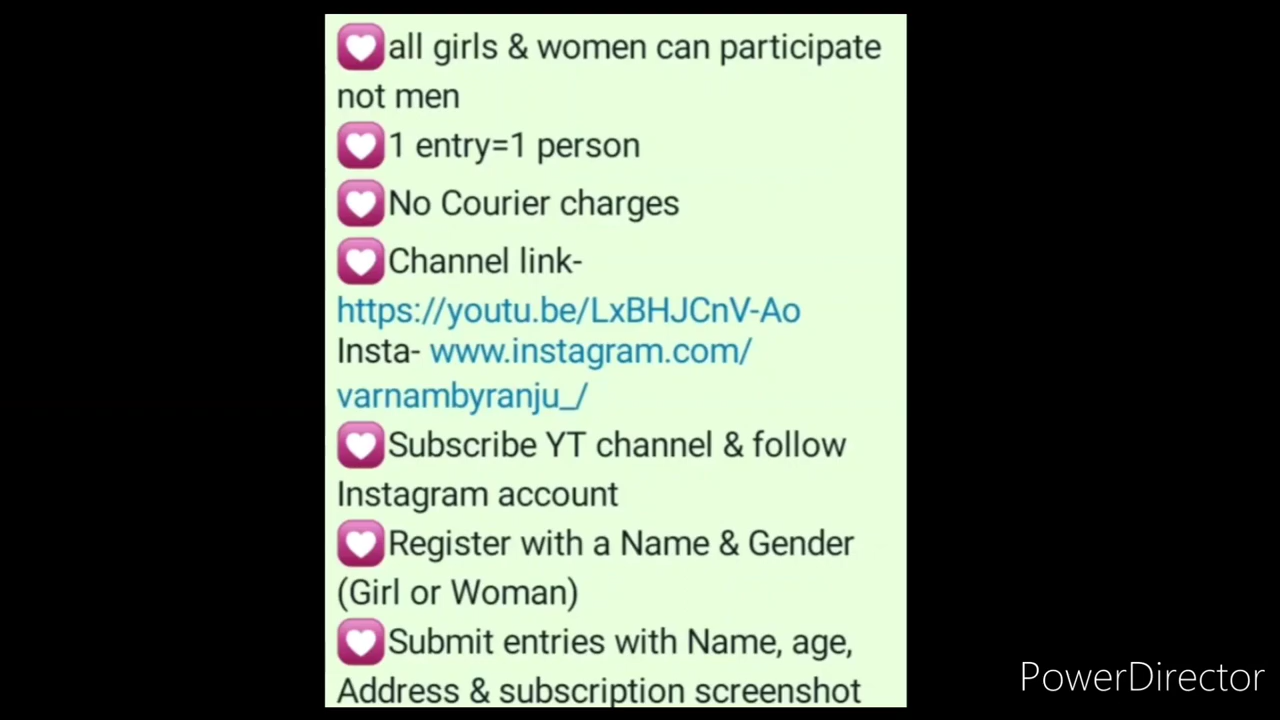 💟all girls & women can participate
not men
💟1 entry=1 person
💟No Courier charges
💟Channel link-
https://youtu.be/LxBHJCnV-Ao
Insta- www.instagram.com/
varnambyranju_/
💟Subscribe YT channel & follow
Instagram account
💟Register with a Name & Gender
(Girl or Woman)
💟Submit entries with Name, age,
Address & subscription screenshot
PowerDirector